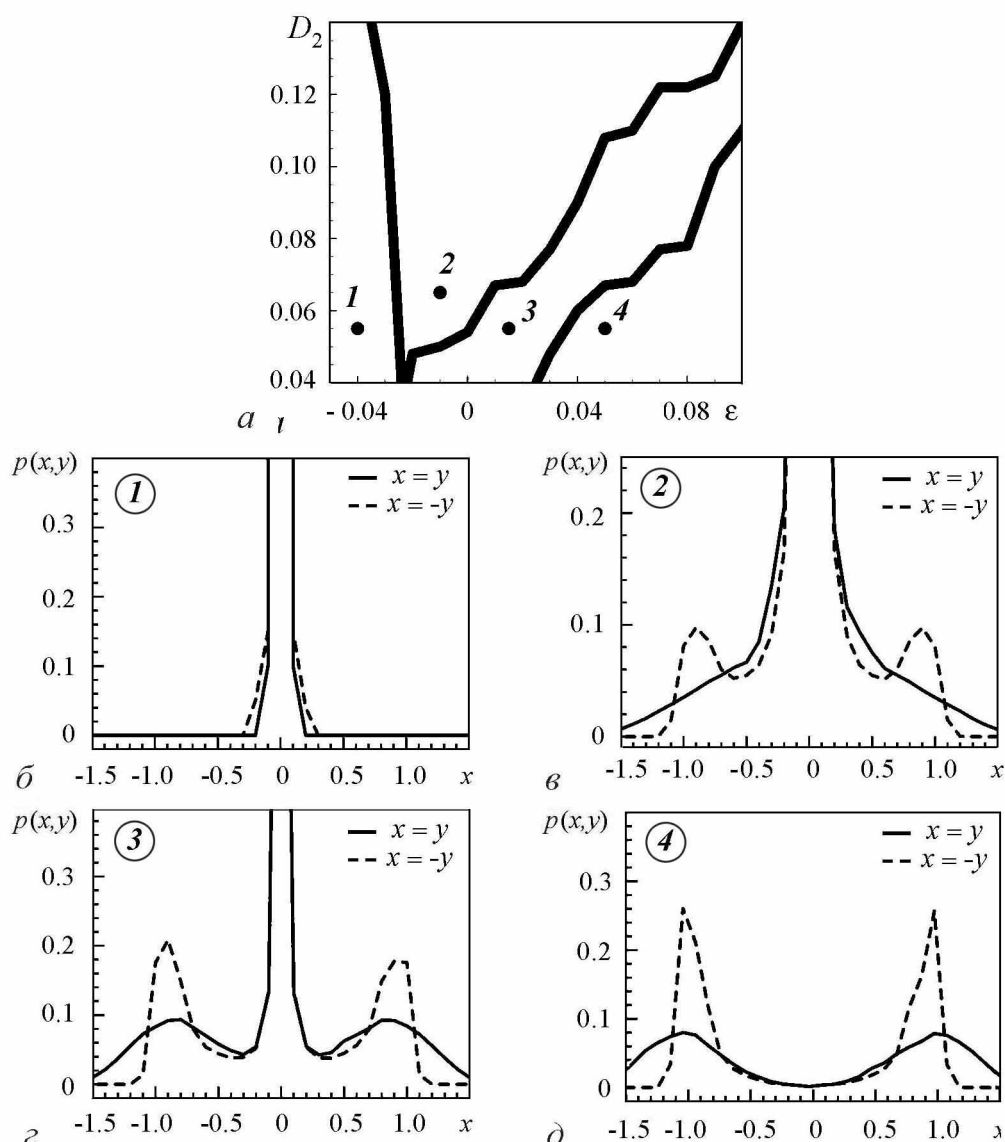 D₂
0.12
0.10
0.08
0.06
0.04
1
2
3
4
-0.04 0 0.04 0.08 ε
а
p(x,y)
1
x = y
x = -y
0.3
0.2
0.1
0
-1.5 -1.0 -0.5 0 0.5 1.0 x
б
p(x,y)
2
x = y
x = -y
0.2
0.1
0
-1.5 -1.0 -0.5 0 0.5 1.0 x
в
p(x,y)
3
x = y
x = -y
0.3
0.2
0.1
0
-1.5 -1.0 -0.5 0 0.5 1.0 x
г
p(x,y)
4
x = y
x = -y
0.3
0.2
0.1
0
-1.5 -1.0 -0.5 0 0.5 1.0 x
д